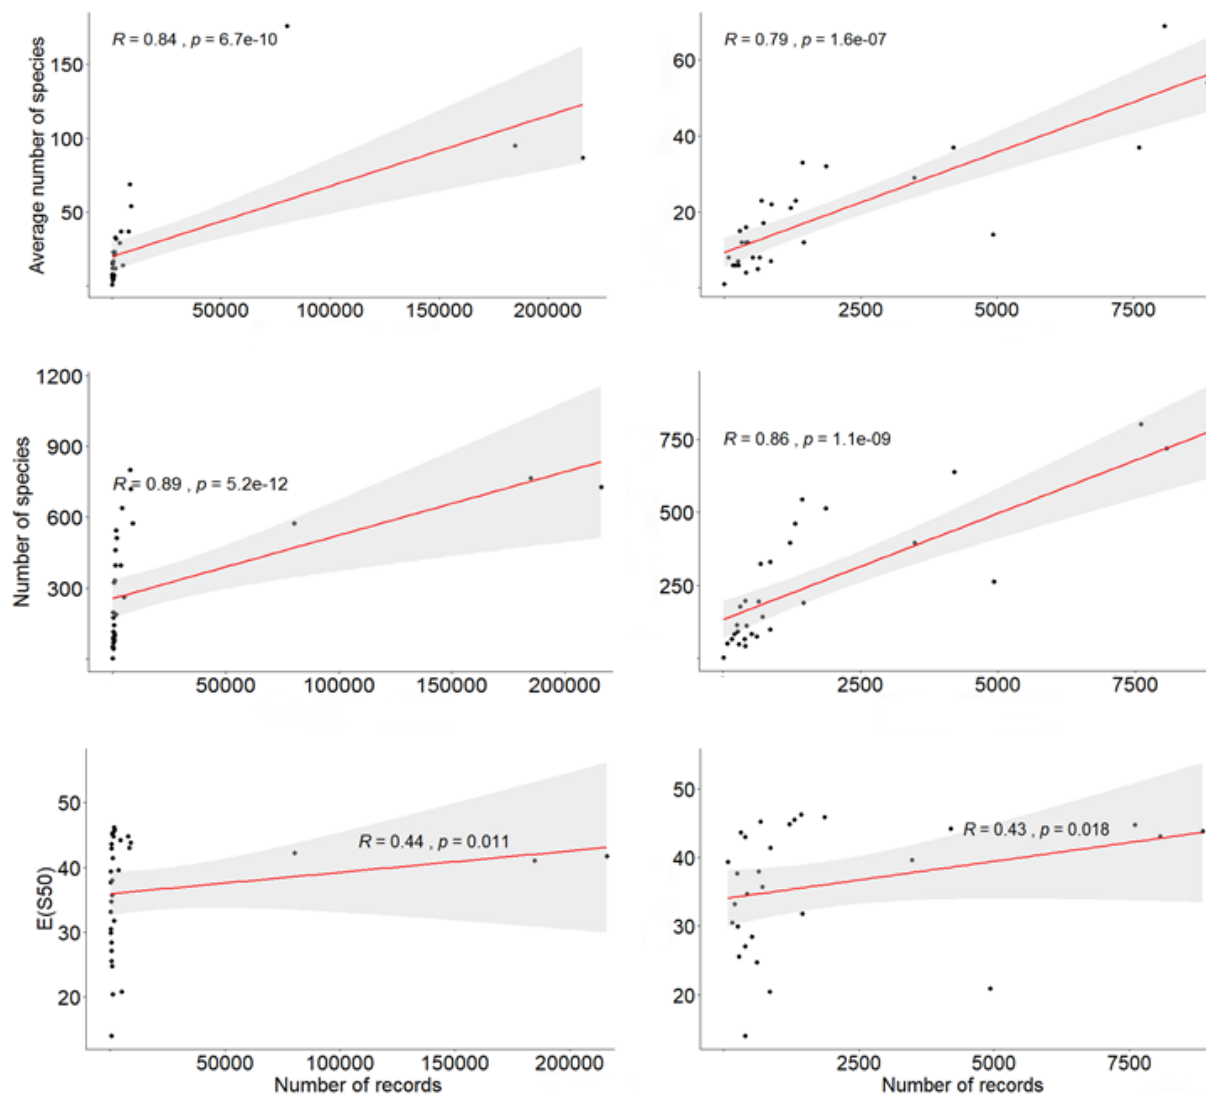 R = 0.84 , p = 6.7e-10
Average number of species
150
100
50
50000 100000 150000 200000
R = 0.79 , p = 1.6e-07
60
40
20
2500 5000 7500
1200
900
600
300
Number of species
R = 0.89 , p = 5.2e-12
50000 100000 150000 200000
R = 0.86 , p = 1.1e-09
750
500
250
2500 5000 7500
50
40
30
20
E(S50)
R = 0.44 , p = 0.011
50000 100000 150000 200000
Number of records
50
40
30
20
R = 0.43 , p = 0.018
2500 5000 7500
Number of records